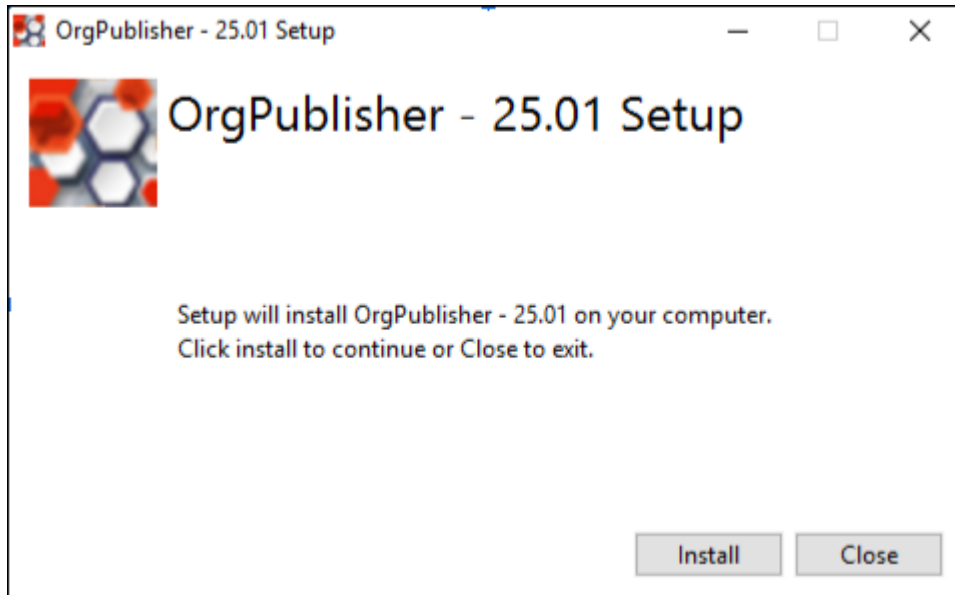 OrgPublisher - 25.01 Setup
OrgPublisher - 25.01 Setup
Setup will install OrgPublisher - 25.01 on your computer.
Click install to continue or Close to exit.
Install Close